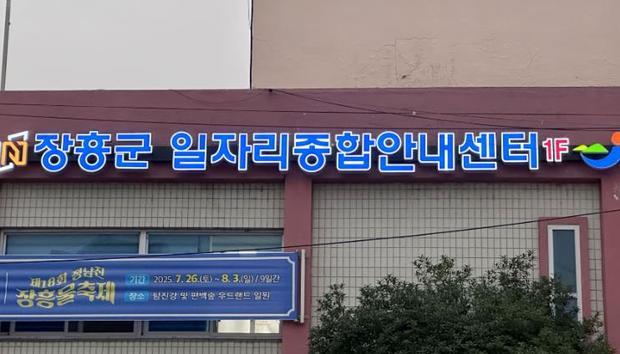 장흥군 일자리종합안내센터 1F
제18회 정남진
장흥물축제
기간 2025. 7.26.(토) ~ 8. 3.(일) / 9일간
장소 탐진강 및 편백숲 우드랜드 일원